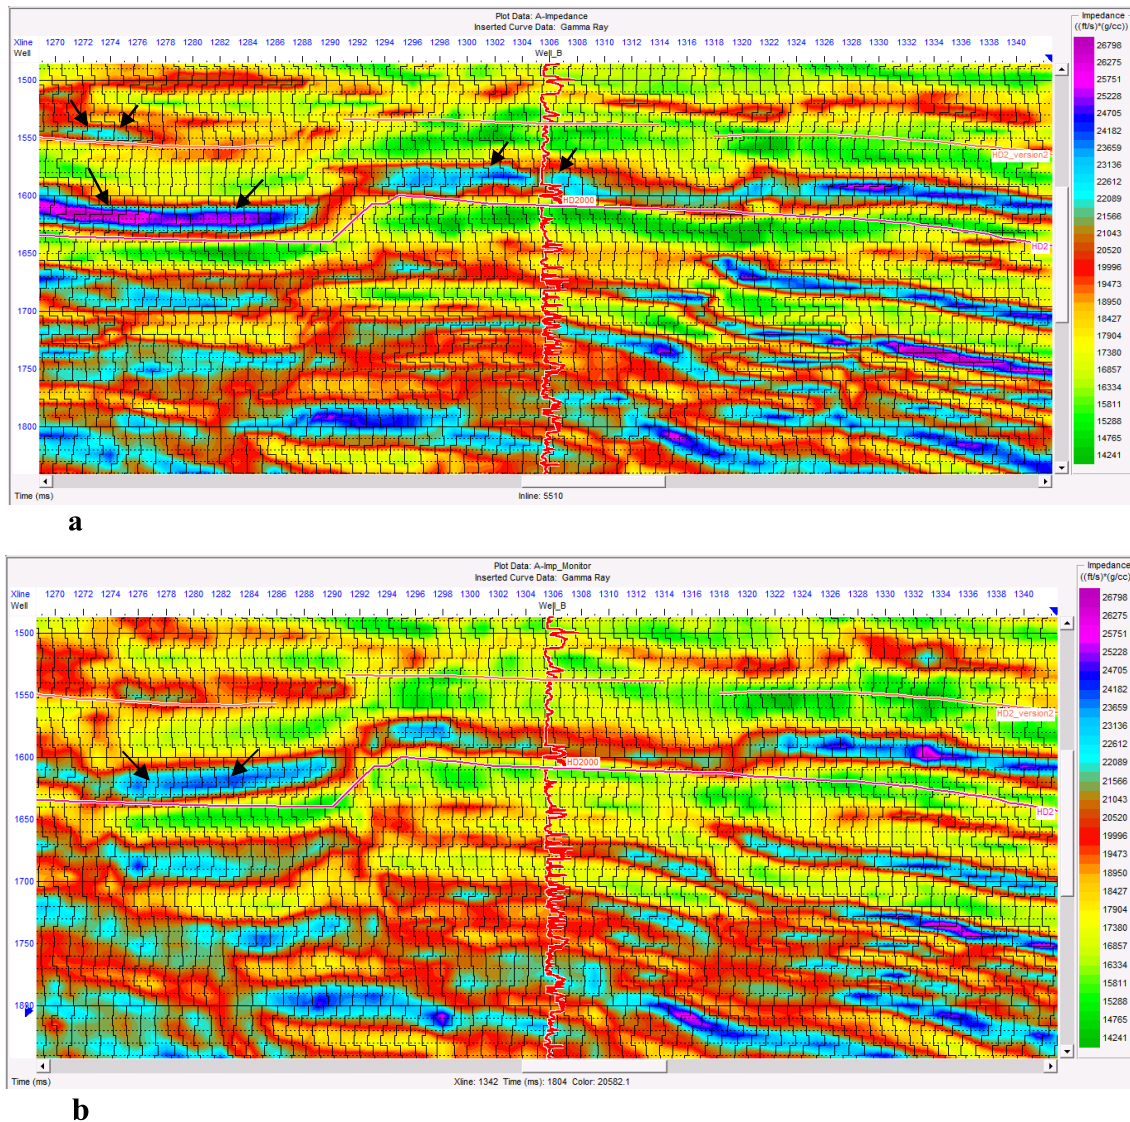 Plot Data: A-Impedance
Inserted Curve Data: Gamma Ray
Impedance
((ft/s)*(g/cc))
Xline 1270 1272 1274 1276 1278 1280 1282 1284 1286 1288 1290 1292 1294 1296 1298 1300 1302 1304 1306 1308 1310 1312 1314 1316 1318 1320 1322 1324 1326 1328 1330 1332 1334 1336 1338 1340
Well Well_B
1500
1550
1600
1650
1700
1750
1800
HD2_version2
HD2000
HD2
26798
26275
25751
25228
24705
24182
23659
23136
22612
22089
21566
21043
20520
19996
19473
18950
18427
17904
17380
16857
16334
15811
15288
14765
14241
Time (ms) Inline: 5510
a
Plot Data: A-Imp_Monitor
Inserted Curve Data: Gamma Ray
Impedance
((ft/s)*(g/cc))
Xline 1270 1272 1274 1276 1278 1280 1282 1284 1286 1288 1290 1292 1294 1296 1298 1300 1302 1304 1306 1308 1310 1312 1314 1316 1318 1320 1322 1324 1326 1328 1330 1332 1334 1336 1338 1340
Well Well_B
1500
1550
1600
1650
1700
1750
1800
HD2_version2
HD2000
HD2
26798
26275
25751
25228
24705
24182
23659
23136
22612
22089
21566
21043
20520
19996
19473
18950
18427
17904
17380
16857
16334
15811
15288
14765
14241
Time (ms) Xline: 1342 Time (ms): 1804 Color: 20582.1
b